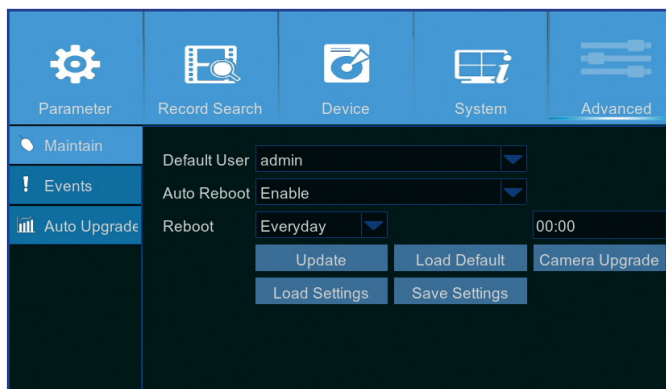 Parameter Record Search Device System Advanced
Maintain
Events
Auto Upgrade
Default User admin
Auto Reboot Enable
Reboot Everyday 00:00
Update Load Default Camera Upgrade
Load Settings Save Settings